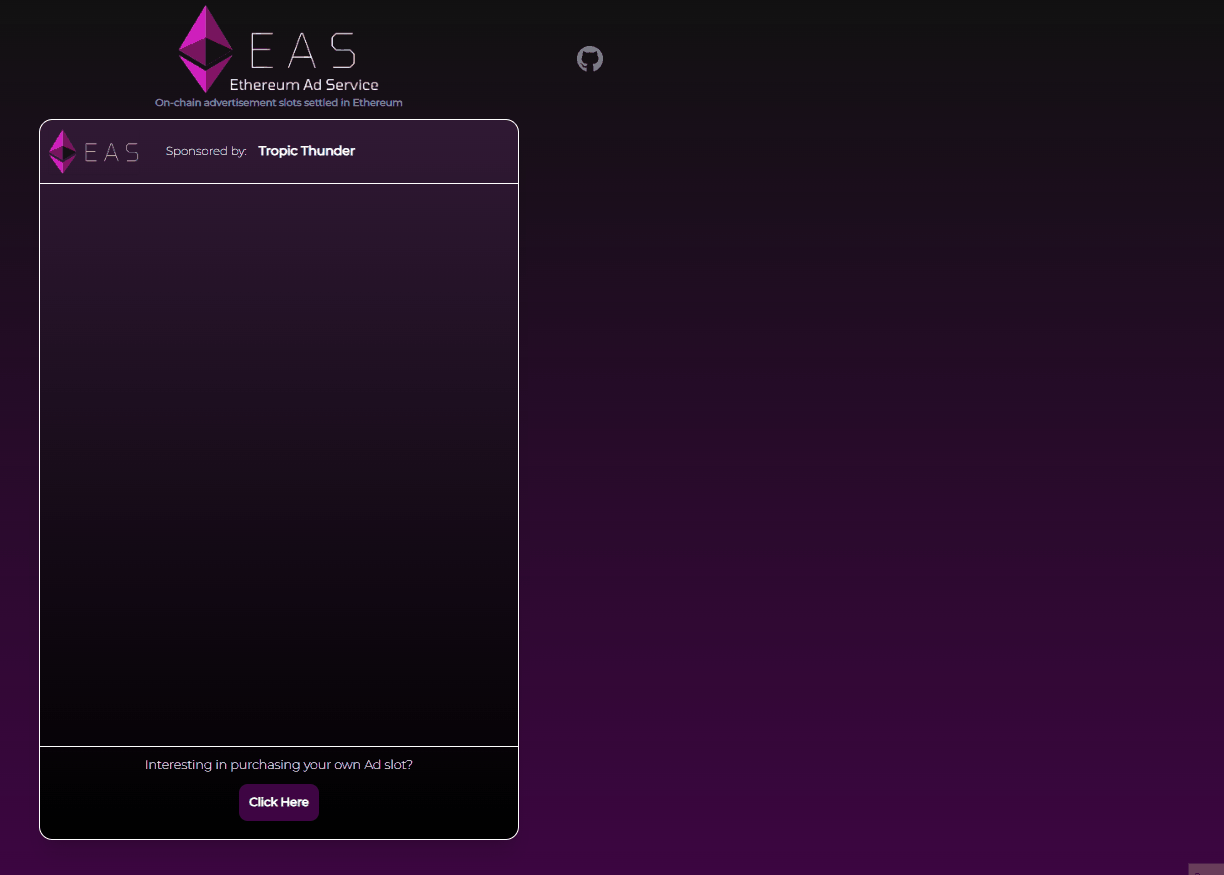 EAS
Ethereum Ad Service
On-chain advertisement slots settled in Ethereum
EAS Sponsored by: Tropic Thunder
Interesting in purchasing your own Ad slot?
Click Here